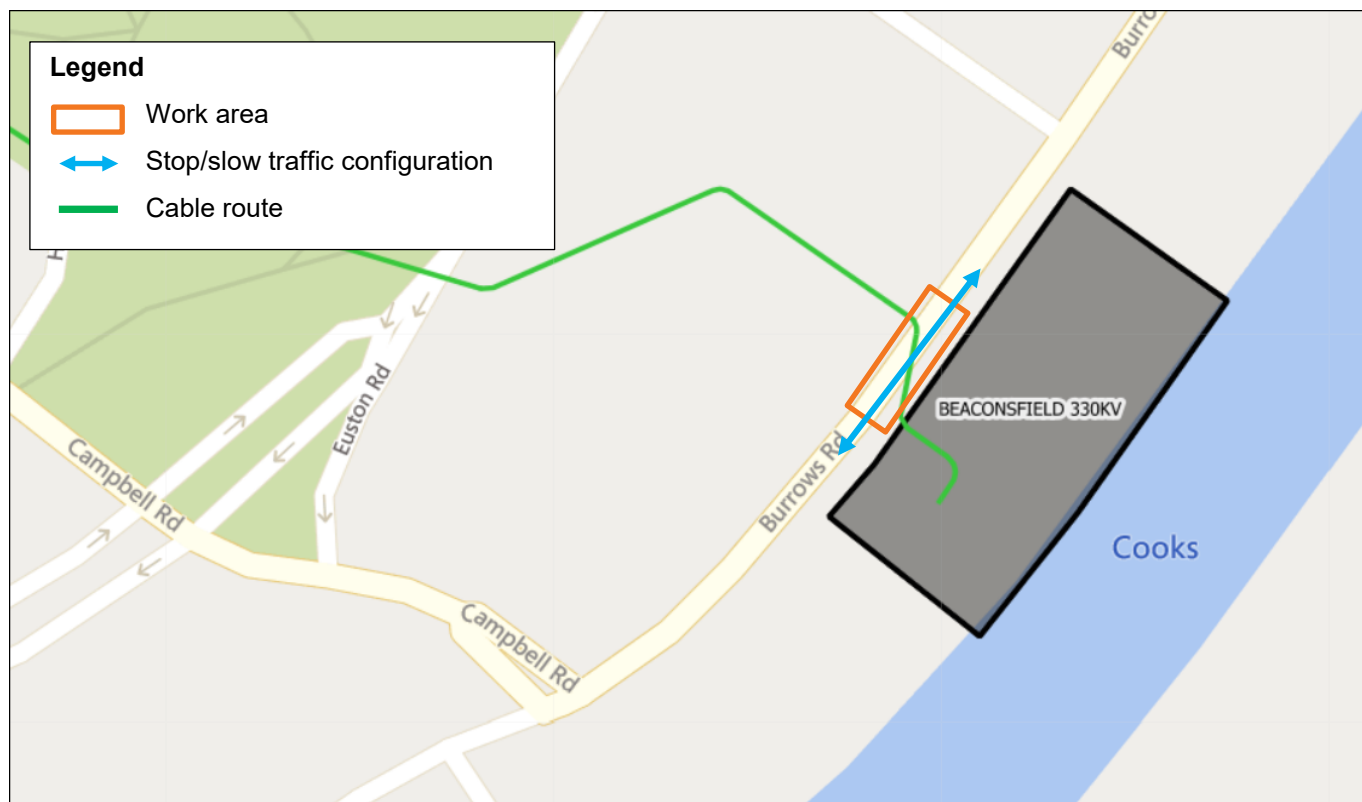 Legend
Work area
Stop/slow traffic configuration
Cable route
Burro
H
Euston Rd
BEACONSFIELD 330KV
Burrows Rd
Campbell Rd
Cooks
Campbell Rd